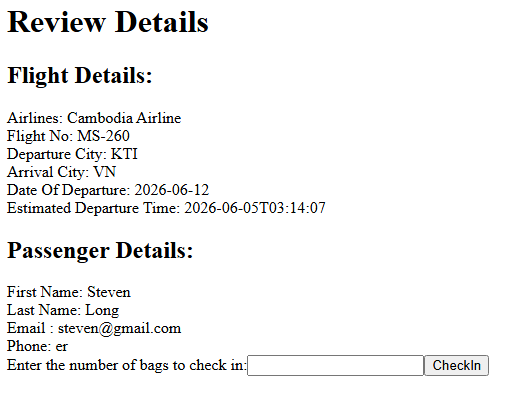 Review Details
Flight Details:
Airlines: Cambodia Airline
Flight No: MS-260
Departure City: KTI
Arrival City: VN
Date Of Departure: 2026-06-12
Estimated Departure Time: 2026-06-05T03:14:07
Passenger Details:
First Name: Steven
Last Name: Long
Email : steven@gmail.com
Phone: er
Enter the number of bags to check in: CheckIn